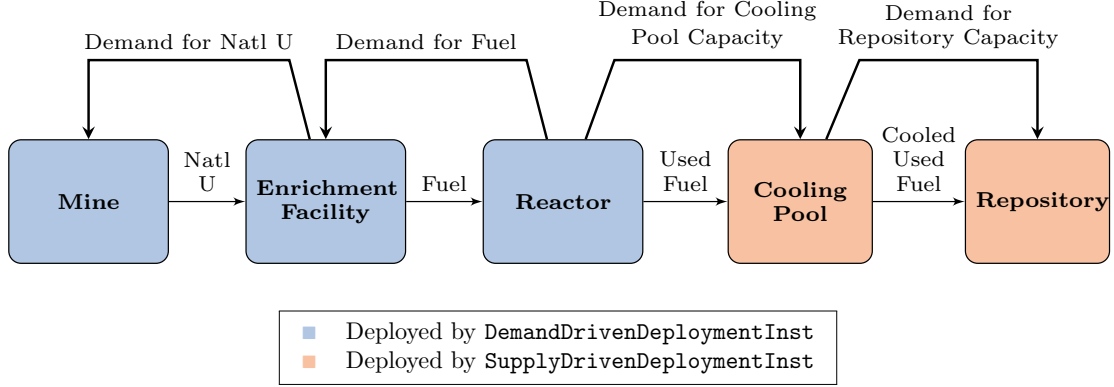 Demand for Natl U
Demand for Fuel
Demand for Cooling
Pool Capacity
Demand for
Repository Capacity
Mine
Natl
U
Enrichment
Facility
Fuel
Reactor
Used
Fuel
Cooling
Pool
Cooled
Used
Fuel
Repository
Deployed by DemandDrivenDeploymentInst
Deployed by SupplyDrivenDeploymentInst